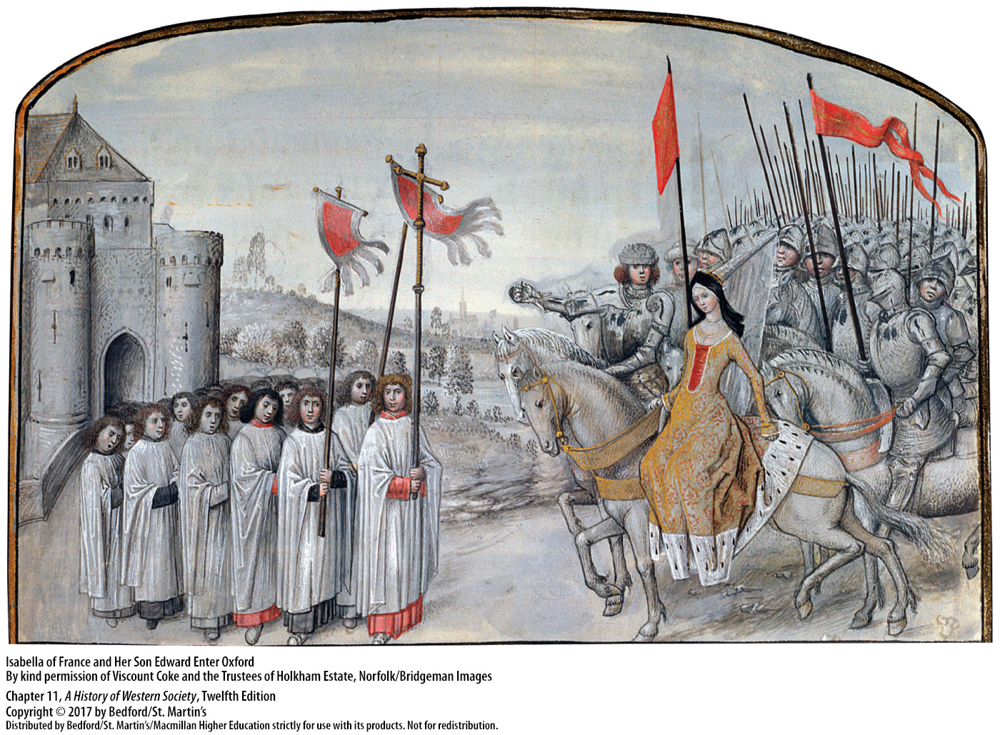 Isabella of France and Her Son Edward Enter Oxford
By kind permission of Viscount Coke and the Trustees of Holkham Estate, Norfolk/Bridgeman Images
Chapter 11, A History of Western Society, Twelfth Edition
Copyright © 2017 by Bedford/St. Martin’s
Distributed by Bedford/St. Martin’s/Macmillan Higher Education strictly for use with its products. Not for redistribution.